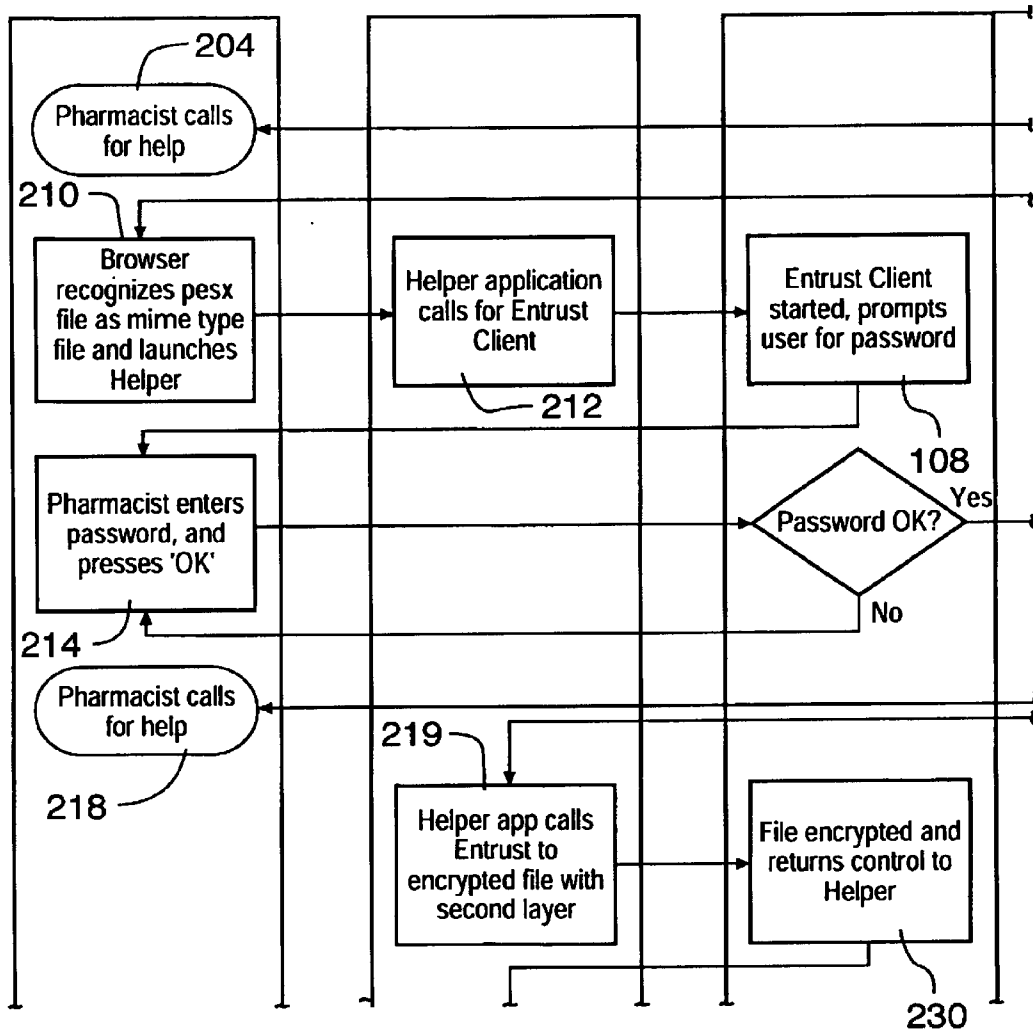 204
Pharmacist calls
for help
210
Browser
recognizes pesx
file as mime type
file and launches
Helper
Helper application
calls for Entrust
Client
212
Entrust Client
started, prompts
user for password
108
Pharmacist enters
password, and
presses 'OK'
214
Password OK?
Yes
No
Pharmacist calls
for help
218
219
Helper app calls
Entrust to
encrypted file with
second layer
File encrypted and
returns control to
Helper
230